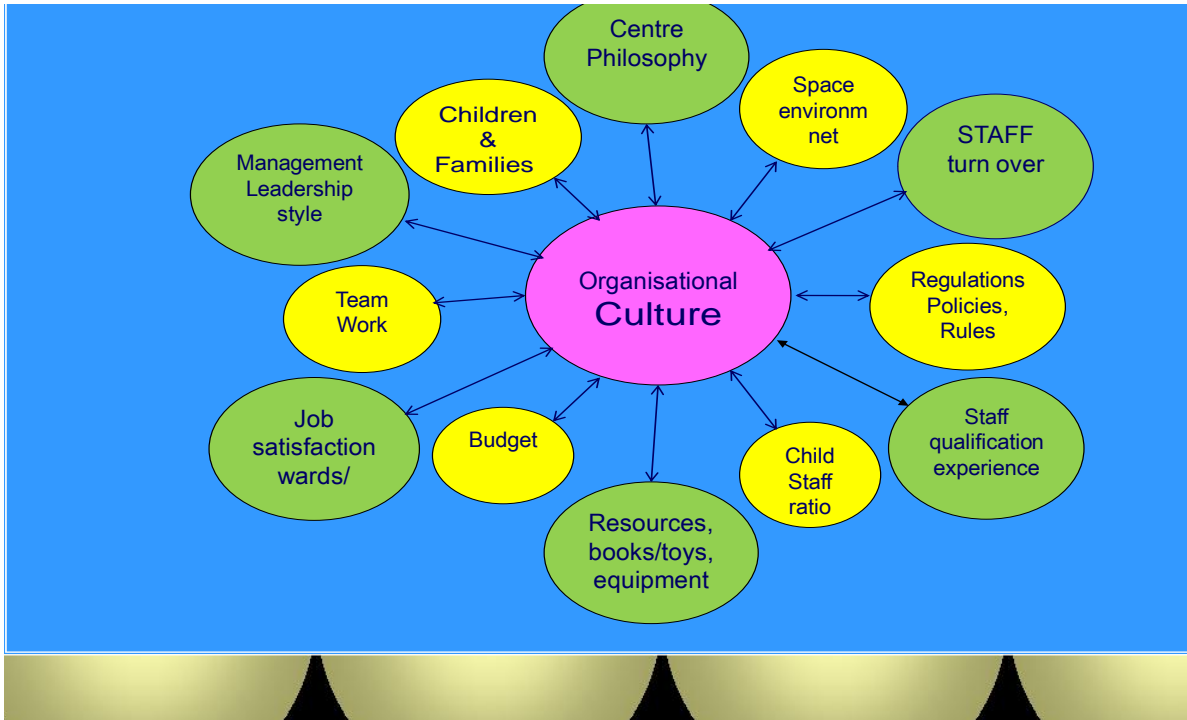 Centre
Philosophy
Space
environm
net
Children
&
Families
STAFF
turn over
Management
Leadership
style
Organisational
Culture
Regulations
Policies,
Rules
Team
Work
Job
satisfaction
wards/
Budget
Staff
qualification
experience
Child
Staff
ratio
Resources,
books/toys,
equipment